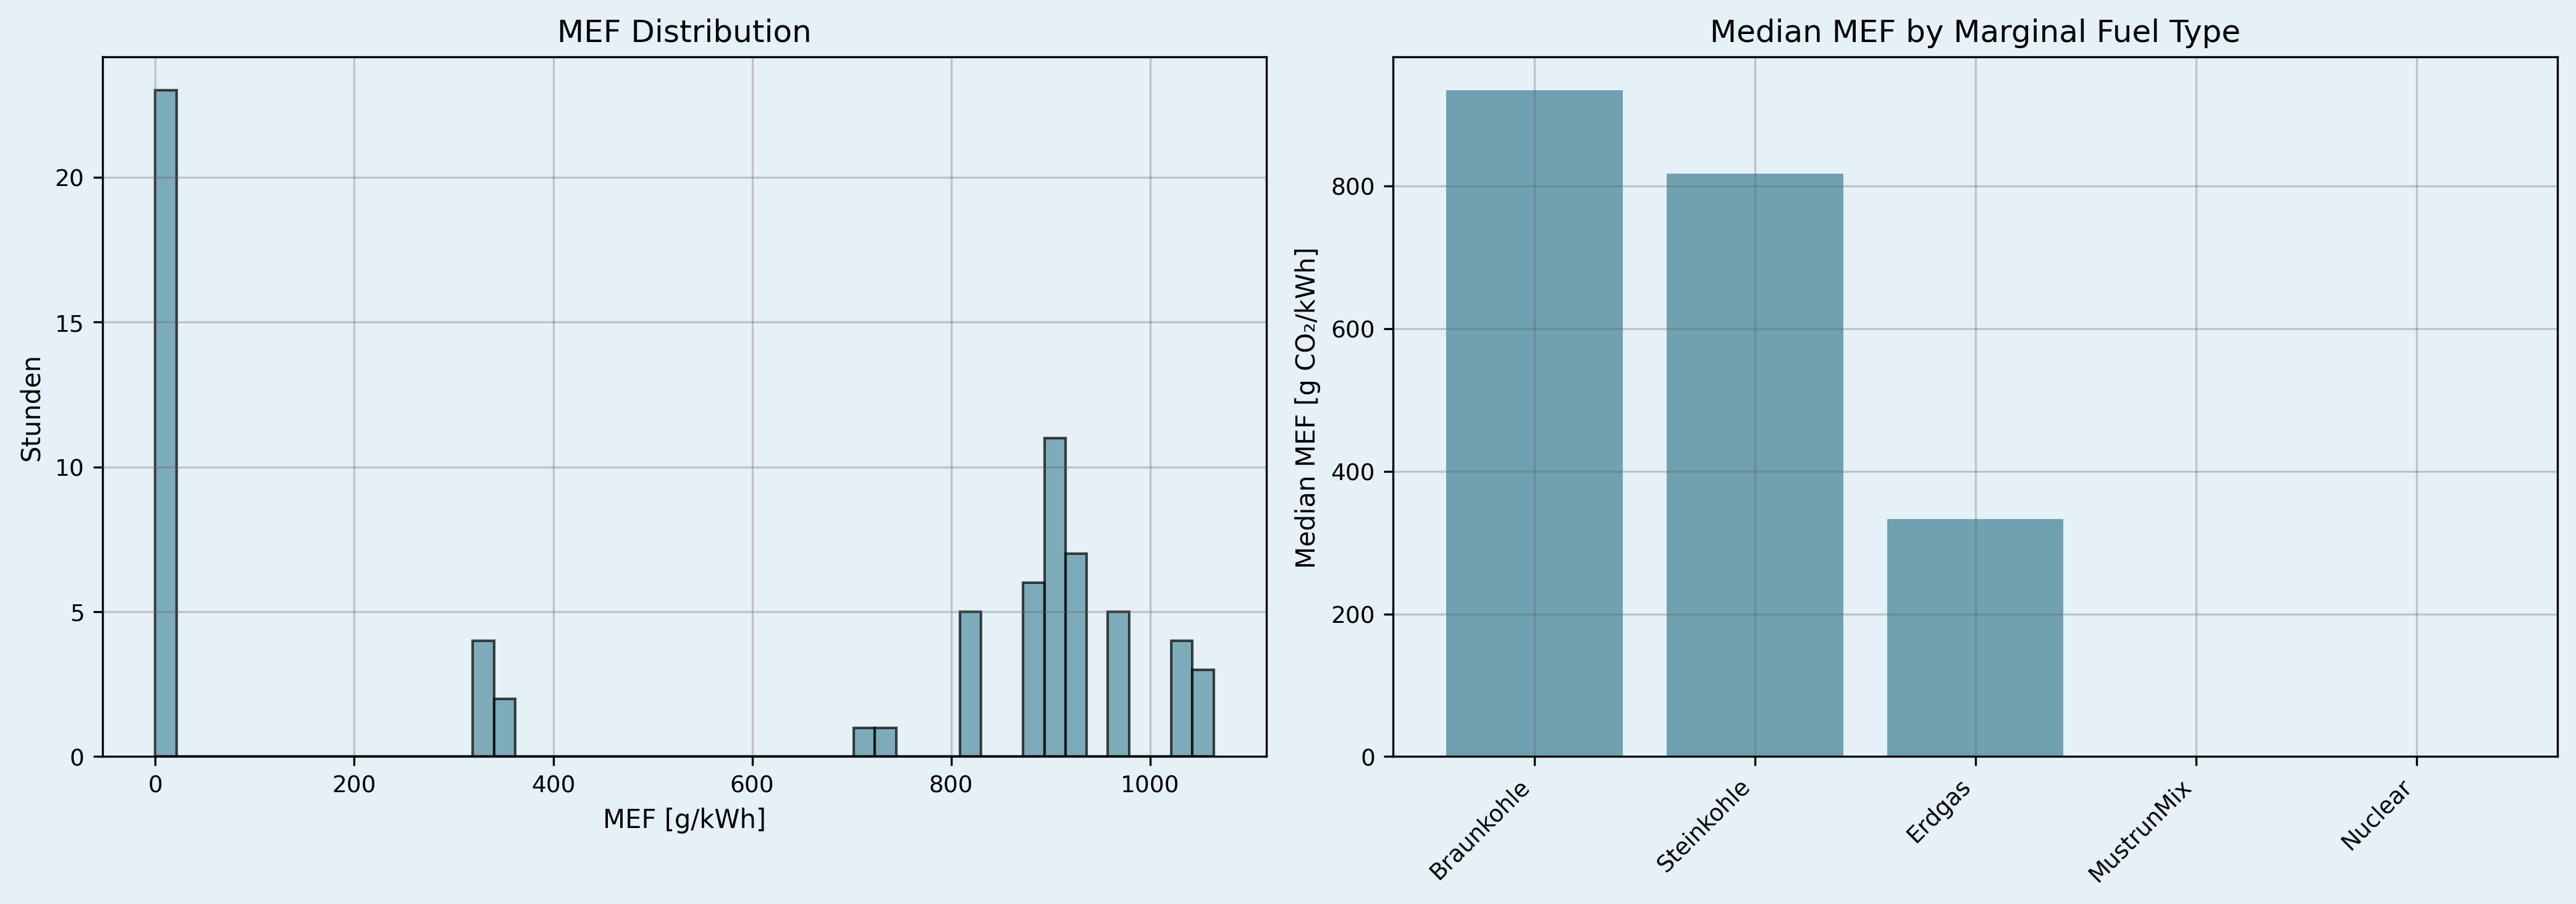 MEF Distribution
Stunden
20
15
10
5
0
0 200 400 600 800 1000
MEF [g/kWh]
Median MEF by Marginal Fuel Type
Median MEF [g CO₂/kWh]
800
600
400
200
0
Braunkohle
Steinkohle
Erdgas
MustrunMix
Nuclear